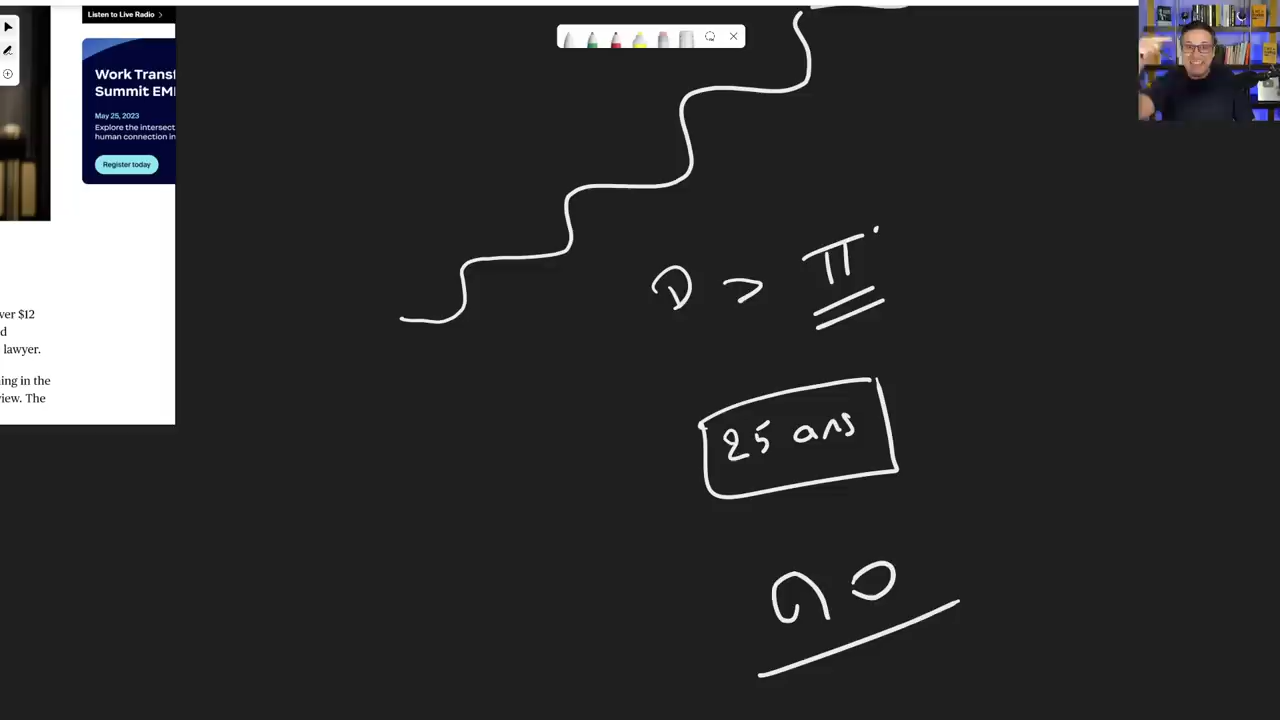 Listen to Live Radio >
Work Transf
Summit EMI
May 25, 2023
Explore the intersect
human connection in
Register today
ver $12
d
lawyer.
ing in the
view. The
D > π
25 ans